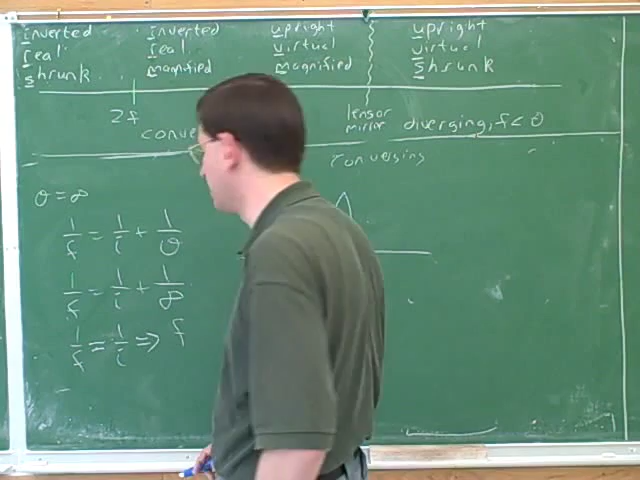 inverted inverted upright upright
real real virtual virtual
shrunk magnified magnified shrunk
2f lens or
mirror
conve diverging, f < 0
converging
o = ∞
1/f = 1/i + 1/o
1/f = 1/i + 1/∞
1/f = 1/i ⇒ f